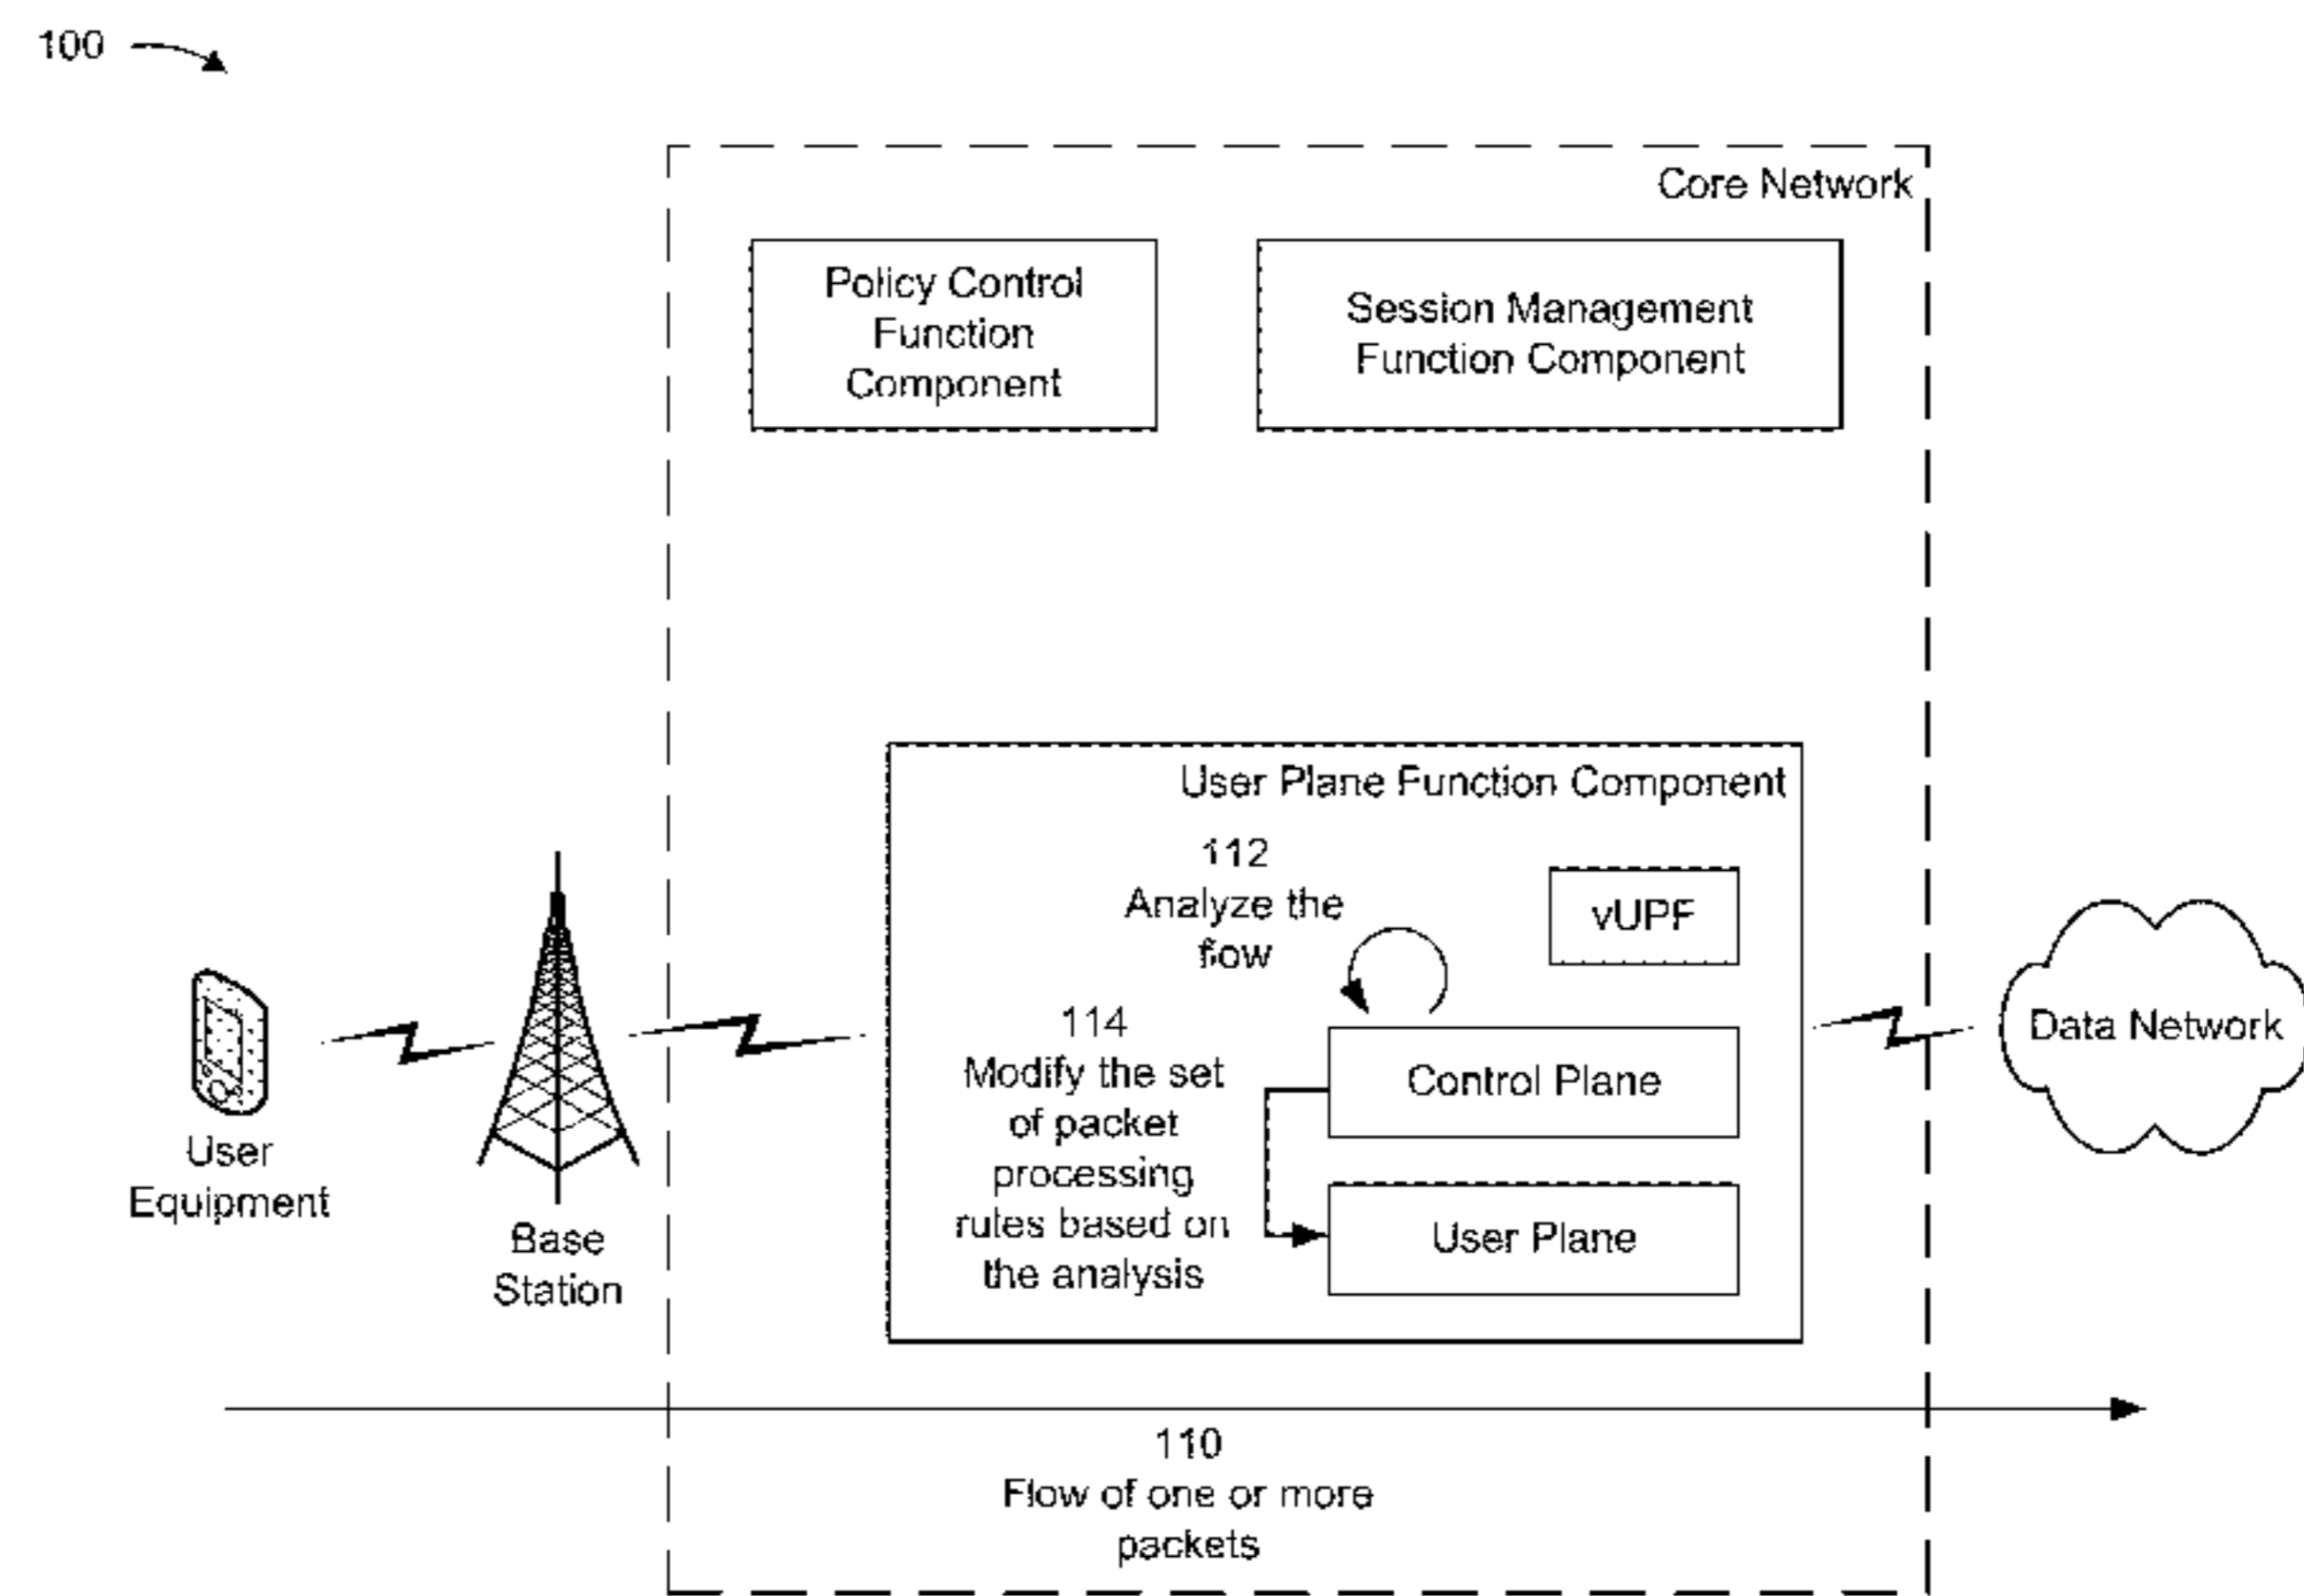 100
Core Network
Policy Control
Function
Component
Session Management
Function Component
User Plane Function Component
112
Analyze the
flow
vUPF
114
Modify the set
of packet
processing
rules based on
the analysis
Control Plane
User Plane
Data Network
User
Equipment
Base
Station
110
Flow of one or more
packets